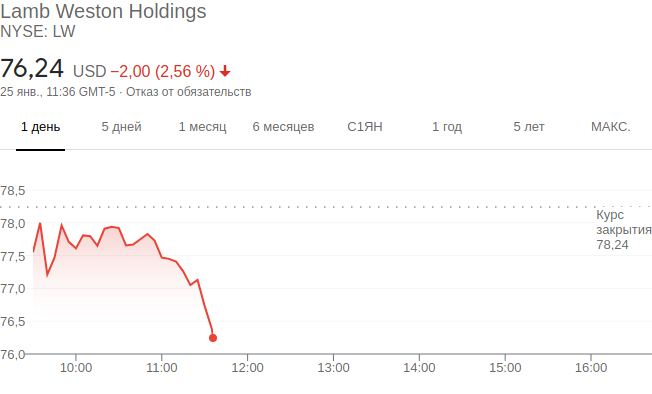 Lamb Weston Holdings
NYSE: LW
76,24 USD −2,00 (2,56 %)
25 янв., 11:36 GMT-5 · Отказ от обязательств
1 день 5 дней 1 месяц 6 месяцев С1ЯН 1 год 5 лет МАКС.
78,5
Курс
78,0
закрытия
78,24
77,5
77,0
76,5
76,0
10:00 11:00 12:00 13:00 14:00 15:00 16:00